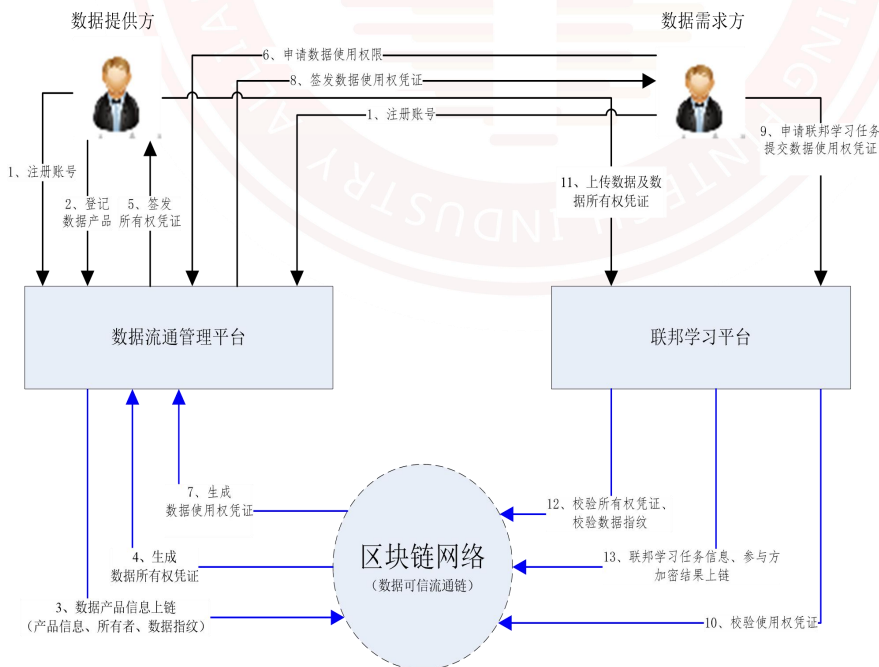 数据提供方
数据需求方
6、申请数据使用权限
8、签发数据使用权凭证
1、注册账号
9、申请联邦学习任务
提交数据使用权凭证
1、注册账号
2、登记
数据产品
5、签发
所有权凭证
11、上传数据及数
据所有权凭证
INDUSTRY
数据流通管理平台
联邦学习平台
7、生成
数据使用权凭证
12、校验所有权凭证、
校验数据指纹
区块链网络
(数据可信流通链)
4、生成
数据所有权凭证
13、联邦学习任务信息、参与方
加密结果上链
3、数据产品信息上链
(产品信息、所有者、数据指纹)
10、校验使用权凭证